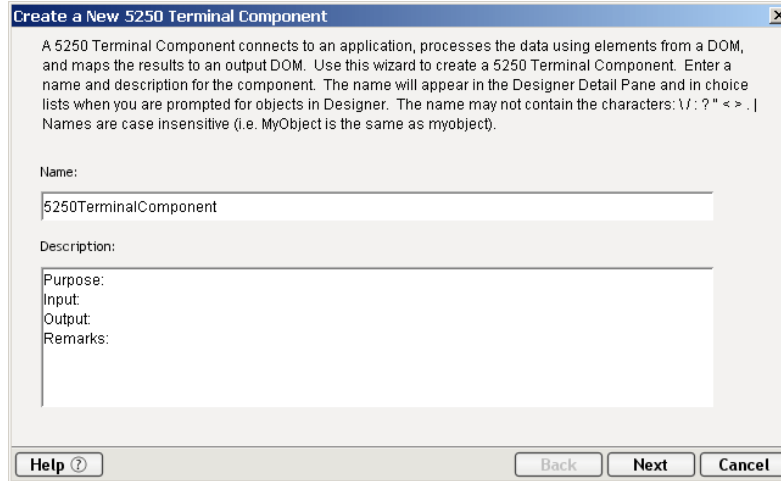 Create a New 5250 Terminal Component
A 5250 Terminal Component connects to an application, processes the data using elements from a DOM,
and maps the results to an output DOM. Use this wizard to create a 5250 Terminal Component. Enter a
name and description for the component. The name will appear in the Designer Detail Pane and in choice
lists when you are prompted for objects in Designer. The name may not contain the characters: \ / : ? " < > . |
Names are case insensitive (i.e. MyObject is the same as myobject).
Name:
5250TerminalComponent
Description:
Purpose:
Input:
Output:
Remarks:
Help ? Back Next Cancel